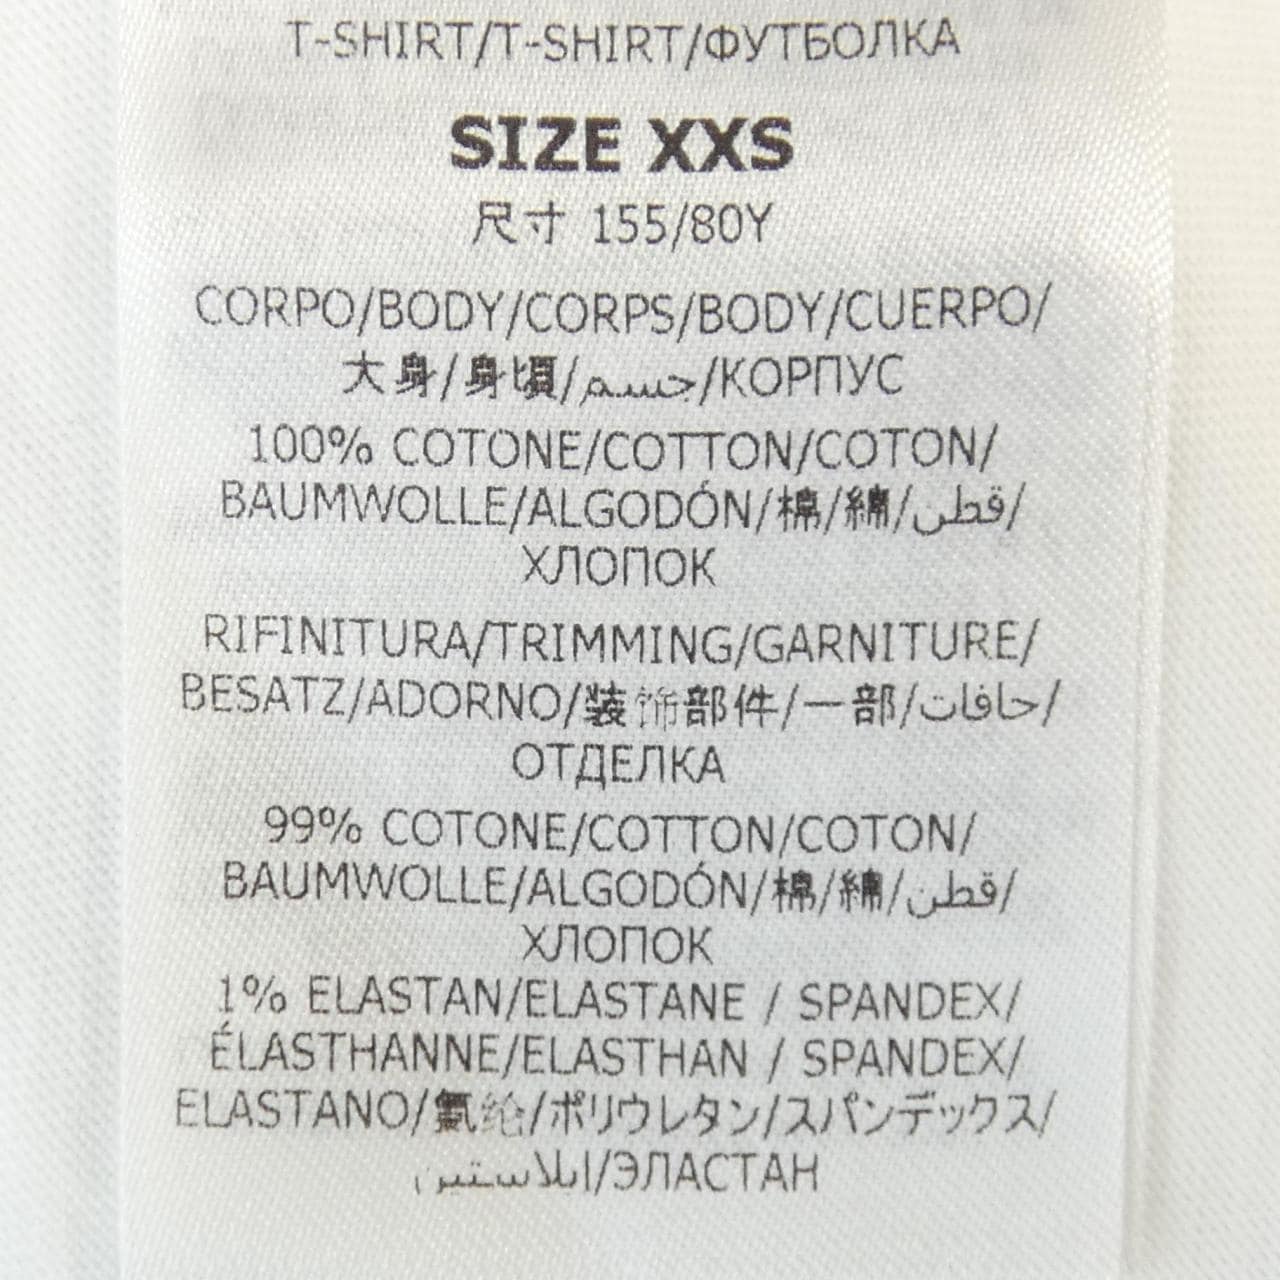 T-SHIRT/T-SHIRT/ФУТБОЛКА
SIZE XXS
尺寸 155/80Y
CORPO/BODY/CORPS/BODY/CUERPO/
大身/身頃/جسم/КОРПУС
100% COTONE/COTTON/COTON/
BAUMWOLLE/ALGODÓN/棉/綿/قطن/
ХЛОПОК
RIFINITURA/TRIMMING/GARNITURE/
BESATZ/ADORNO/装饰部件/一部/حافات/
ОТДЕЛКА
99% COTONE/COTTON/COTON/
BAUMWOLLE/ALGODÓN/棉/綿/قطن/
ХЛОПОК
1% ELASTAN/ELASTANE / SPANDEX/
ÉLASTHANNE/ELASTHAN / SPANDEX/
ELASTANO/氨纶/ポリウレタン/スパンデックス/
ايلاستين/ЭЛАСТАН